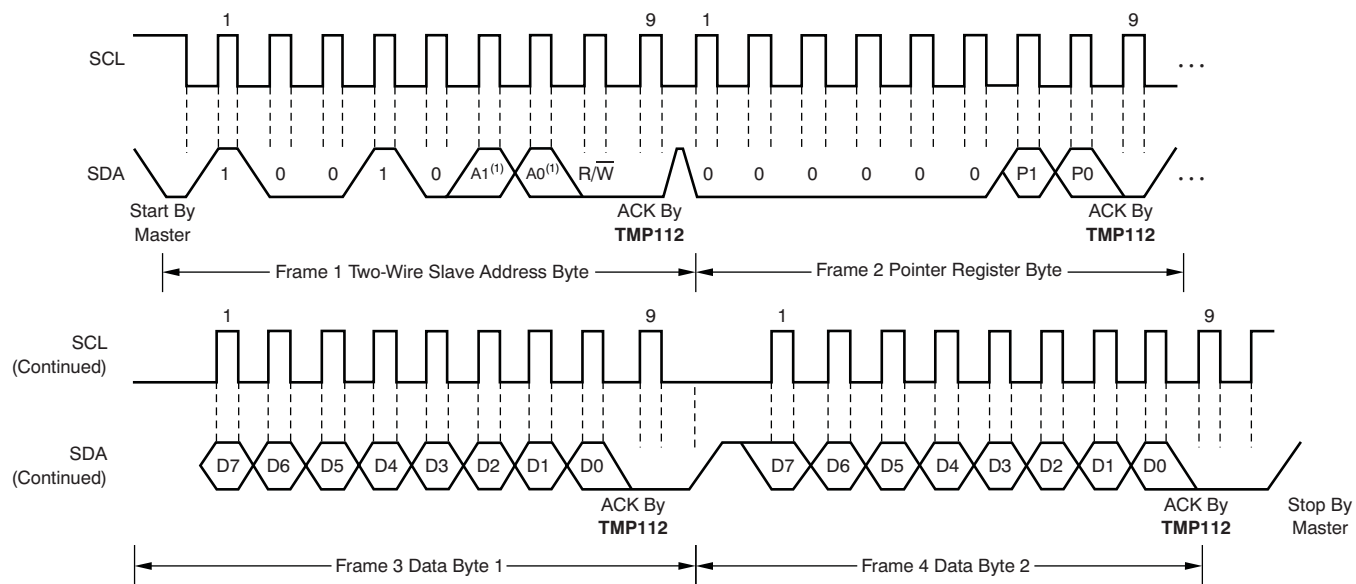 1 9 1 9
SCL ...
SDA 1 0 0 1 0 A1(1) A0(1) R/W̅ 0 0 0 0 0 0 P1 P0 ...
Start By Master ACK By TMP112 ACK By TMP112
Frame 1 Two-Wire Slave Address Byte Frame 2 Pointer Register Byte
1 9 1 9
SCL
(Continued)
SDA
(Continued)
D7 D6 D5 D4 D3 D2 D1 D0 D7 D6 D5 D4 D3 D2 D1 D0
ACK By TMP112 ACK By TMP112 Stop By Master
Frame 3 Data Byte 1 Frame 4 Data Byte 2